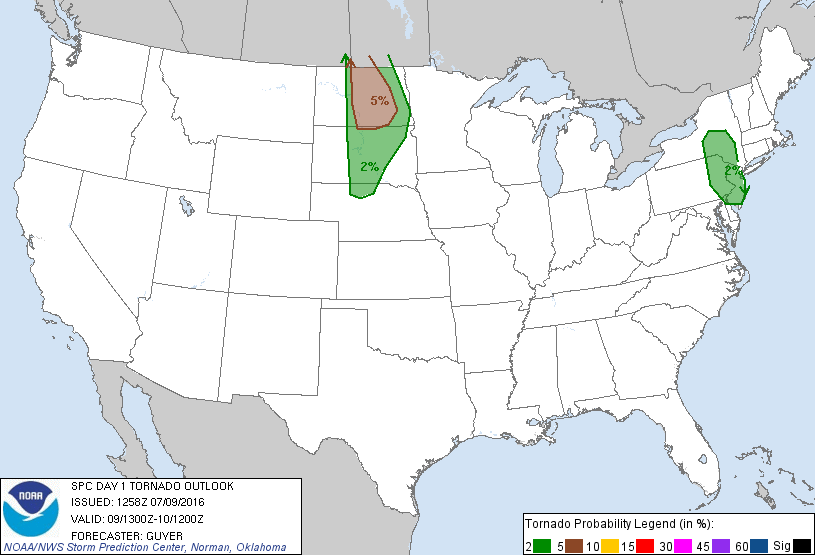 5%
2%
2%
NOAA
SPC DAY 1 TORNADO OUTLOOK
ISSUED: 1258Z 07/09/2016
VALID: 09/1300Z-10/1200Z
FORECASTER: GUYER
NOAA/NWS Storm Prediction Center, Norman, Oklahoma
Tornado Probability Legend (in %):
2 5 10 15 30 45 60 Sig